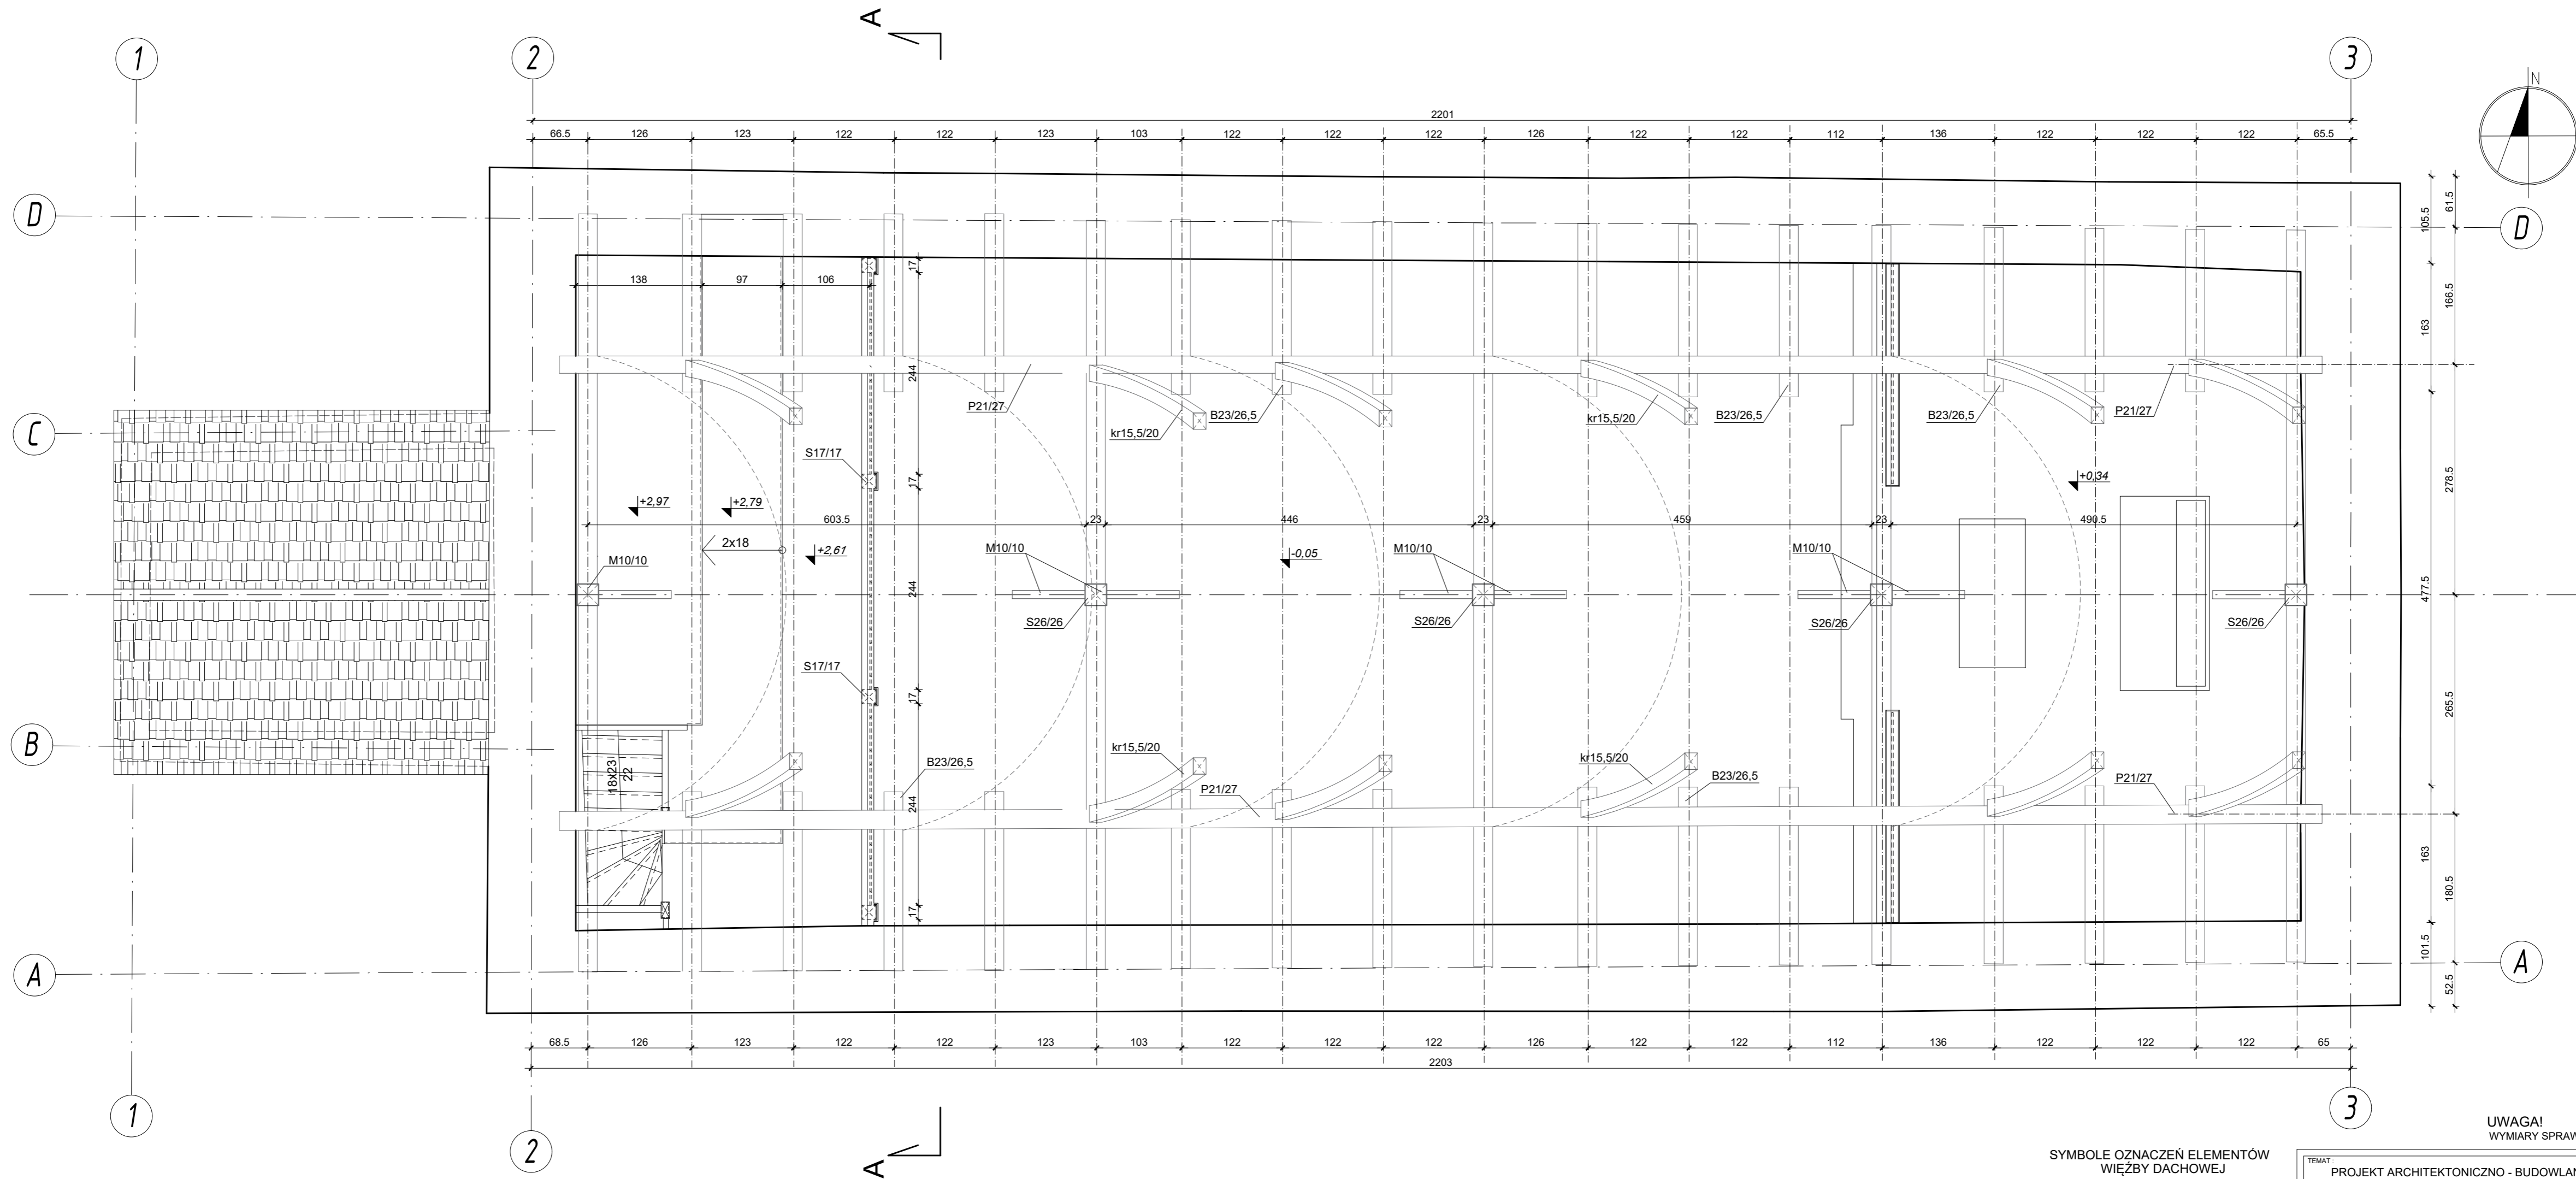 A
1
2
3
N
2201
66.5 126 123 122 122 123 103 122 122 122 126 122 122 112 136 122 122 122 65.5
D
D
105.5
61.5
17
138 97 106
166.5
163
244
P21/27
B23/26,5
kr15,5/20
B23/26,5
B23/26,5
P21/27
kr15,5/20
C
S17/17
17
+2,97
+2,79
+0,34
278.5
603.5 23 446 23 459 23 490.5
2x18
+2,61
M10/10
-0,05
M10/10
M10/10
M10/10
244
477.5
S26/26
S26/26
S26/26
S26/26
S17/17
17
265.5
B
kr15,5/20
kr15,5/20
B23/26,5
B23/26,5
P21/27
P21/27
18x23
22
244
163
180.5
17
101.5
A
A
52.5
68.5 126 123 122 122 123 103 122 122 122 126 122 122 112 136 122 122 122 65
2203
1
2
3
A
UWAGA!
WYMIARY SPRAW
SYMBOLE OZNACZEŃ ELEMENTÓW
WIĘŹBY DACHOWEJ
TEMAT :
PROJEKT ARCHITEKTONICZNO - BUDOWLAN